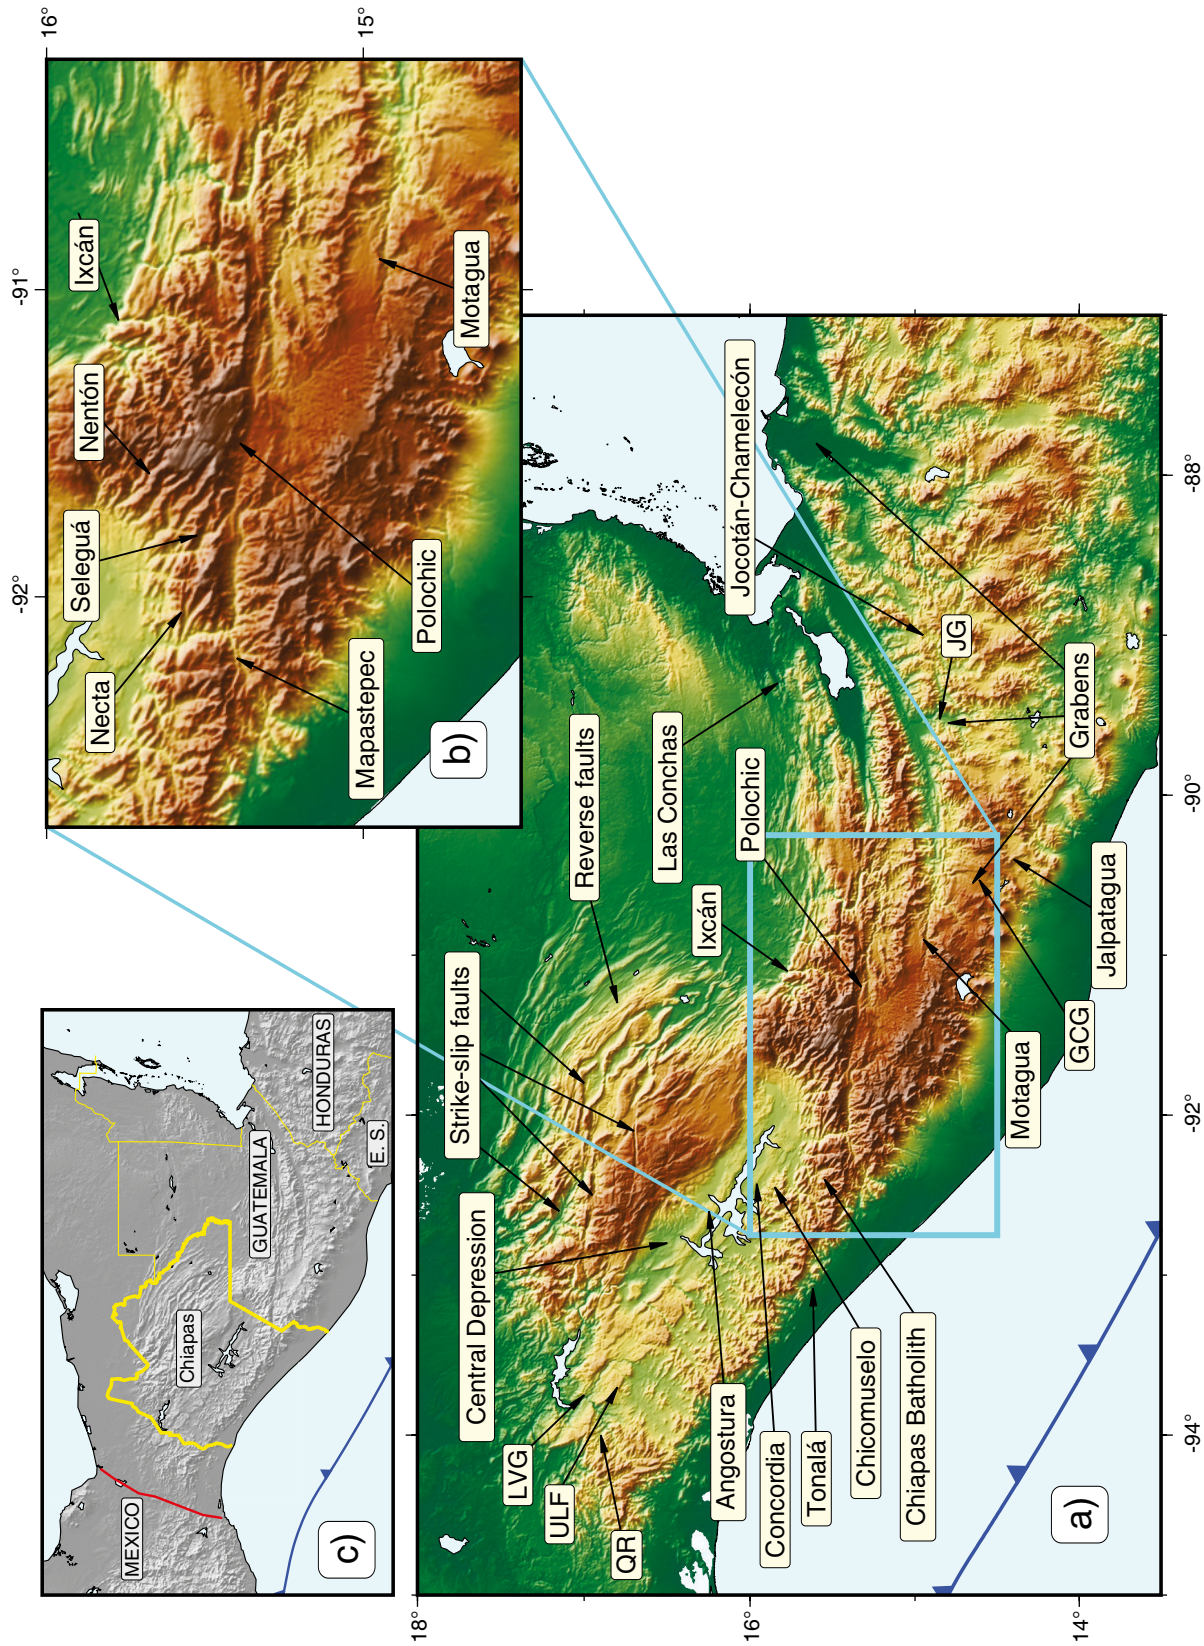 MEXICO
Chiapas
GUATEMALA
HONDURAS
E. S.
c)
16°
15°
-92°
-91°
Necta
Seleguá
Nentón
Ixcán
Mapastepec
Polochic
Motagua
b)
18°
16°
14°
-94°
-92°
-90°
-88°
LVG
ULF
QR
Central Depression
Strike-slip faults
Reverse faults
Las Conchas
Ixcán
Polochic
Jocotán-Chamelecón
JG
Grabens
Angostura
Concordia
Tonalá
Chicomuselo
Chiapas Batholith
Motagua
GCG
Jalpatagua
a)